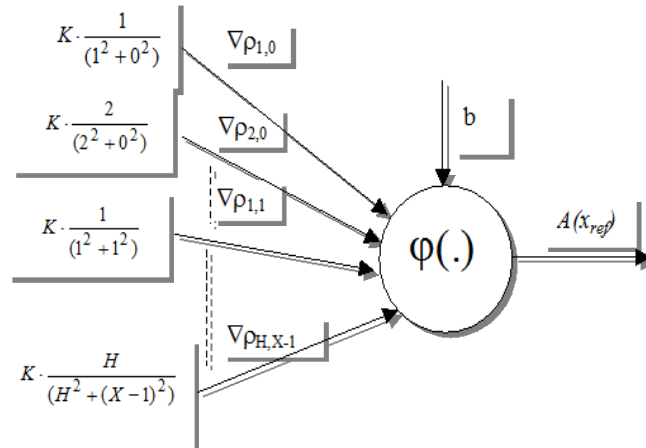 K · 1 / (1² + 0²)
∇ρ1,0
K · 2 / (2² + 0²)
∇ρ2,0
b
∇ρ1,1
K · 1 / (1² + 1²)
φ(.)
A(xref)
∇ρH,X-1
K · H / (H² + (X − 1)²)